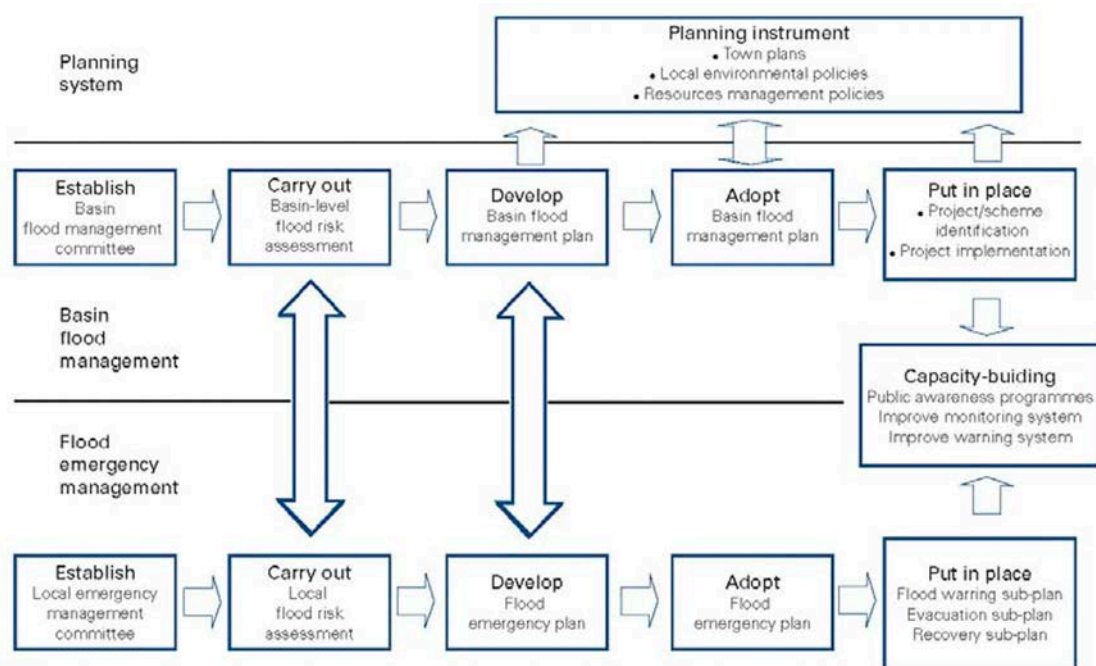 Planning
system
Planning instrument
• Town plans
• Local environmental policies
• Resources management policies
Establish
Basin
flood management
committee
Carry out
Basin-level
flood risk
assessment
Develop
Basin flood
management plan
Adopt
Basin flood
management plan
Put in place
• Project/scheme
identification
• Project implementation
Basin
flood
management
Capacity-buiding
Public awareness programmes
Improve monitoring system
Improve warning system
Flood
emergency
management
Establish
Local emergency
management
committee
Carry out
Local
flood risk
assessment
Develop
Flood
emergency plan
Adopt
Flood
emergency plan
Put in place
Flood warring sub-plan
Evacuation sub-plan
Recovery sub-plan